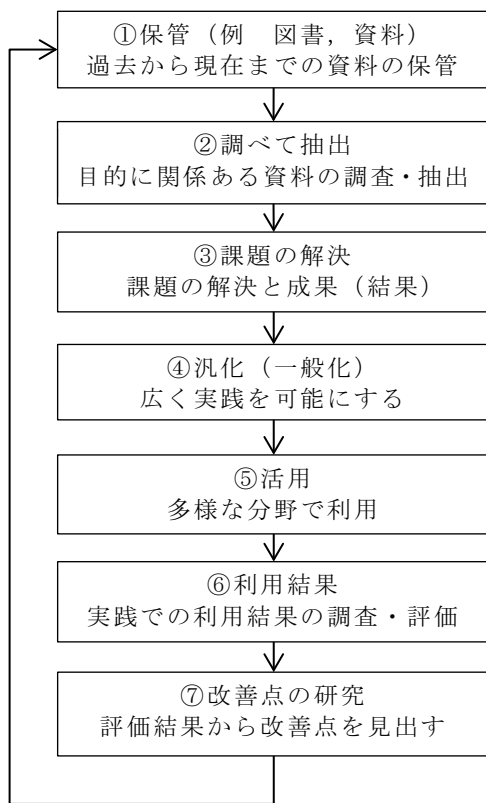 ①保管（例　図書，資料）
過去から現在までの資料の保管
②調べて抽出
目的に関係ある資料の調査・抽出
③課題の解決
課題の解決と成果（結果）
④汎化（一般化）
広く実践を可能にする
⑤活用
多様な分野で利用
⑥利用結果
実践での利用結果の調査・評価
⑦改善点の研究
評価結果から改善点を見出す